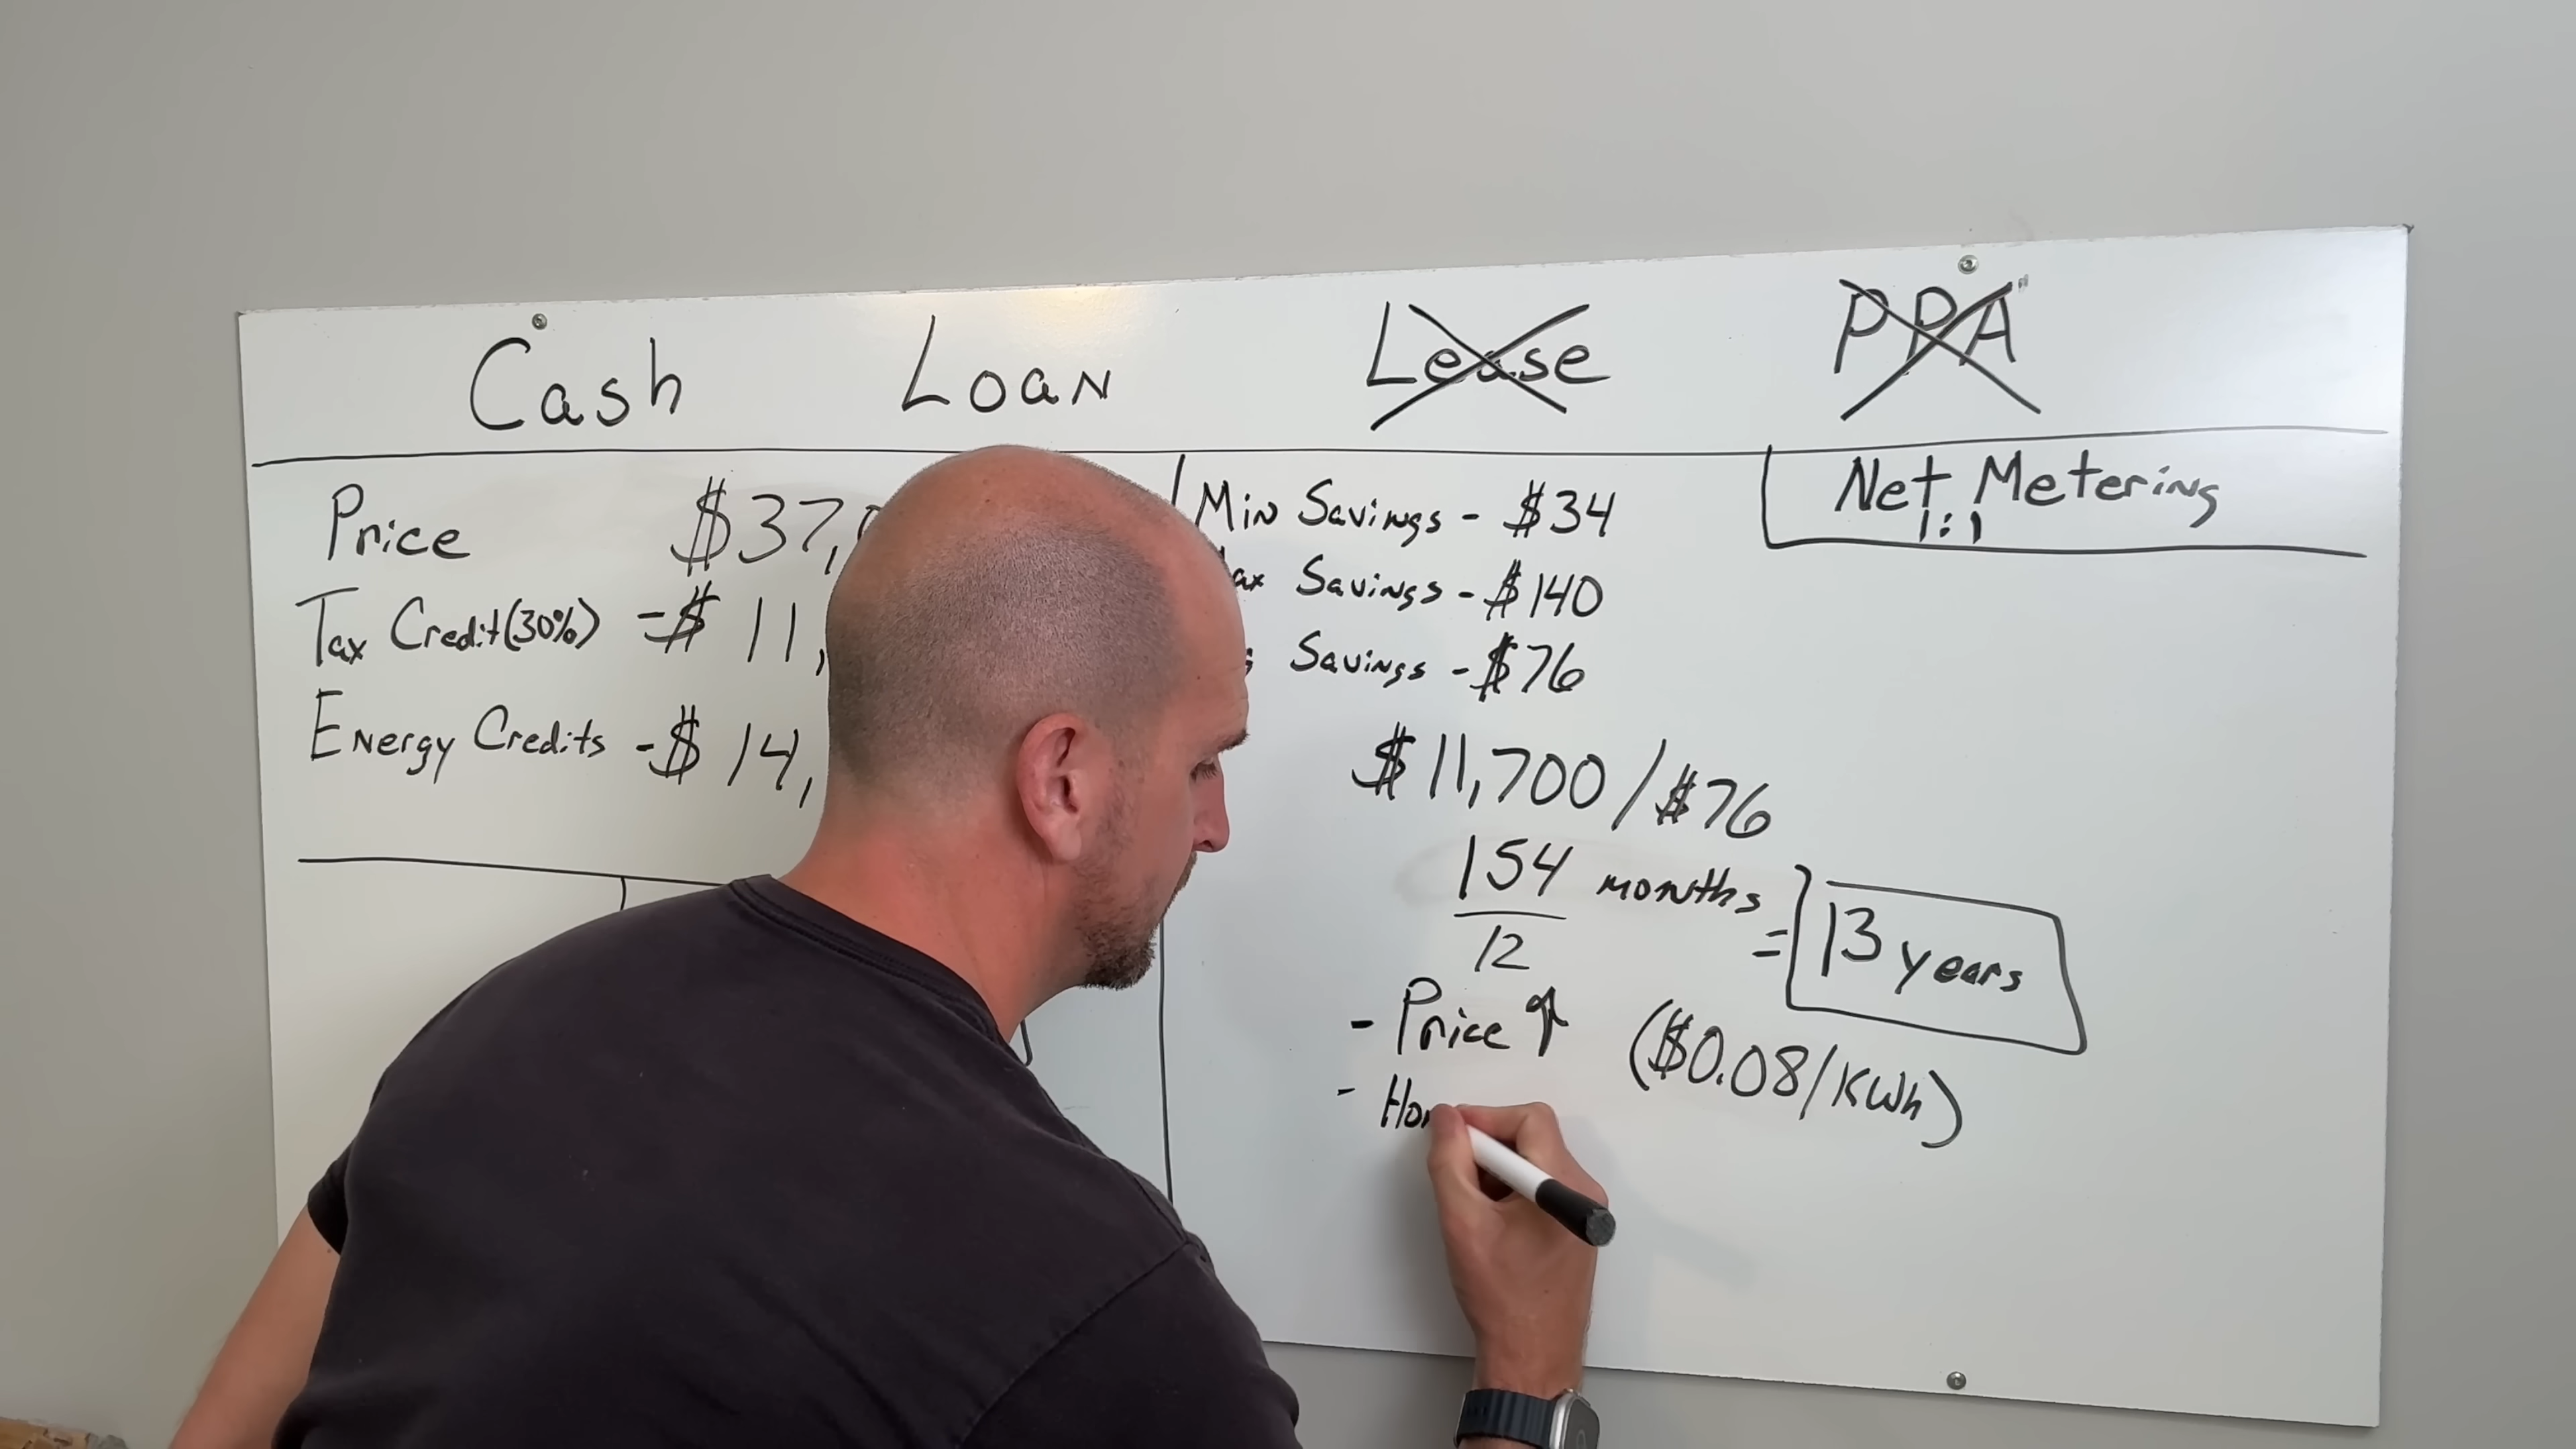 Cash Loan Lease PPA
Price $37,
Tax Credit (30%) -$ 11,
Energy Credits -$ 14,
Min Savings - $34
Savings - $140
Savings - $76
$11,700 / $76
154 months
12
= 13 years
- Price ↑ ($0.08/KWh)
- Ho
Net Metering
1:1